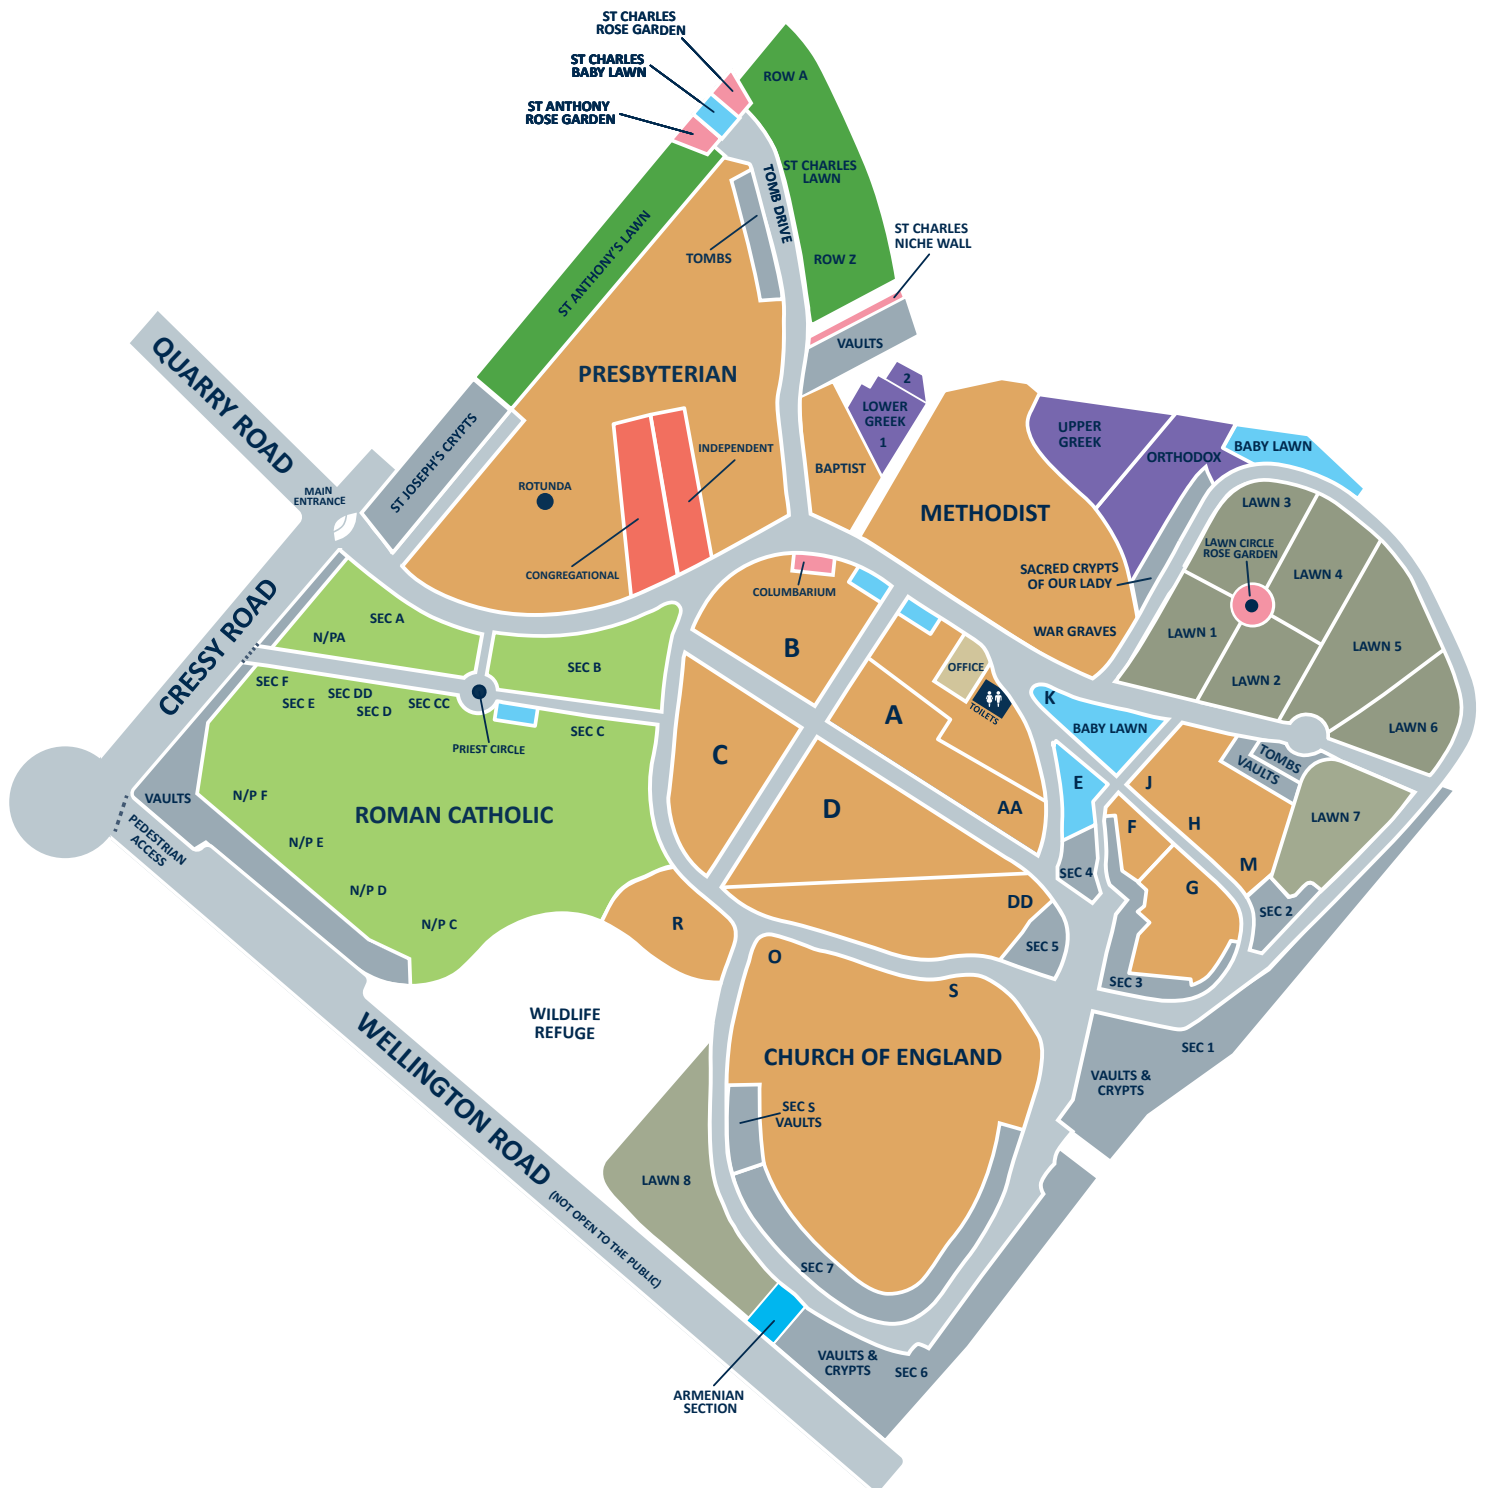 ST CHARLES
ROSE GARDEN
ST CHARLES
BABY LAWN
ST ANTHONY
ROSE GARDEN
ROW A
ST CHARLES
LAWN
ROW Z
TOMB DRIVE
TOMBS
ST ANTHONY'S LAWN
ST CHARLES
NICHE WALL
VAULTS
QUARRY ROAD
MAIN
ENTRANCE
ST JOSEPH'S CRYPTS
PRESBYTERIAN
INDEPENDENT
ROTUNDA
CONGREGATIONAL
2
LOWER
GREEK
1
BAPTIST
METHODIST
UPPER
GREEK
ORTHODOX
BABY LAWN
SACRED CRYPTS
OF OUR LADY
WAR GRAVES
LAWN 3
LAWN CIRCLE
ROSE GARDEN
LAWN 4
LAWN 1
LAWN 2
LAWN 5
LAWN 6
CRESSY ROAD
SEC A
N/PA
SEC B
SEC F
SEC E
SEC DD
SEC D
SEC CC
SEC C
PRIEST CIRCLE
ROMAN CATHOLIC
N/P F
N/P E
N/P D
N/P C
VAULTS
PEDESTRIAN
ACCESS
COLUMBARIUM
B
OFFICE
TOILETS
A
AA
C
D
DD
K
BABY LAWN
E
J
TOMBS
VAULTS
LAWN 7
F
H
M
G
SEC 4
SEC 2
SEC 5
SEC 3
R
O
S
WILDLIFE
REFUGE
CHURCH OF ENGLAND
SEC 1
VAULTS &
CRYPTS
SEC S
VAULTS
WELLINGTON ROAD
(NOT OPEN TO THE PUBLIC)
LAWN 8
SEC 7
VAULTS &
CRYPTS
SEC 6
ARMENIAN
SECTION